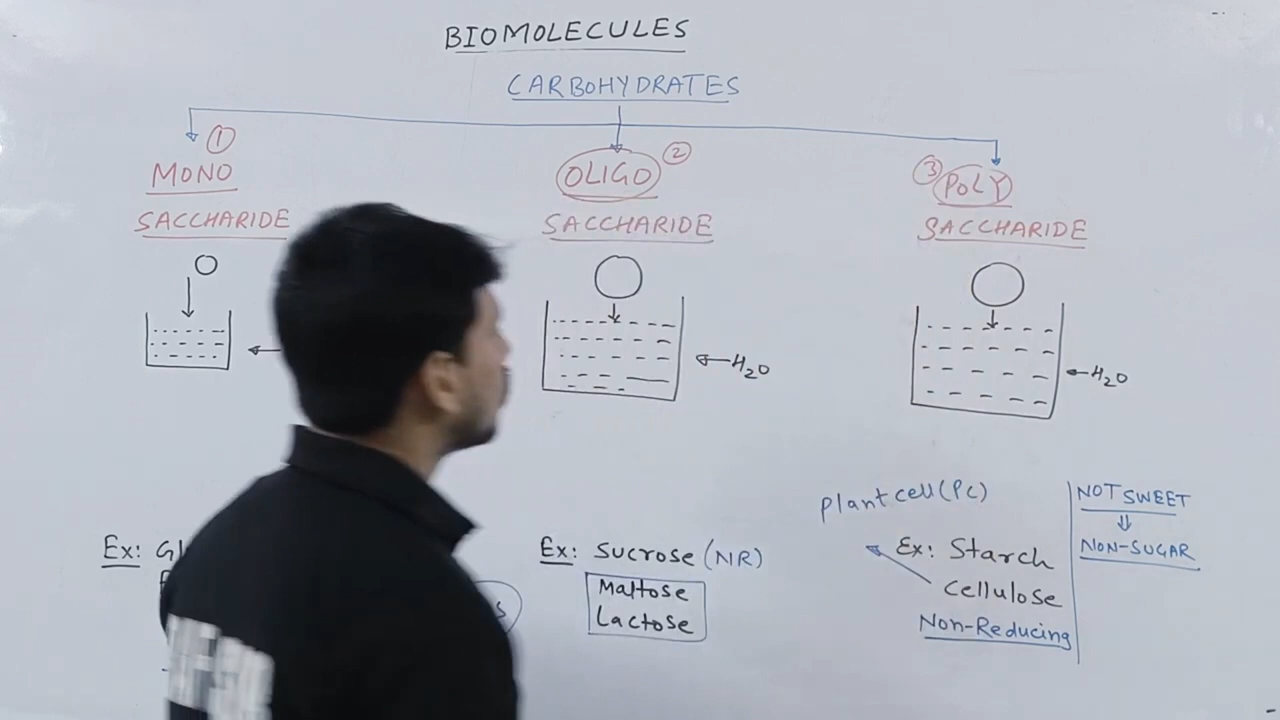 BIOMOLECULES
CARBOHYDRATES
①
MONO
SACCHARIDE
②
OLIGO
SACCHARIDE
③
POLY
SACCHARIDE
H2O
H2O
Ex:
Ex: Sucrose (NR)
Maltose
Lactose
plant cell (PC)
Ex: Starch
Cellulose
Non-Reducing
NOT SWEET
⇓
NON-SUGAR